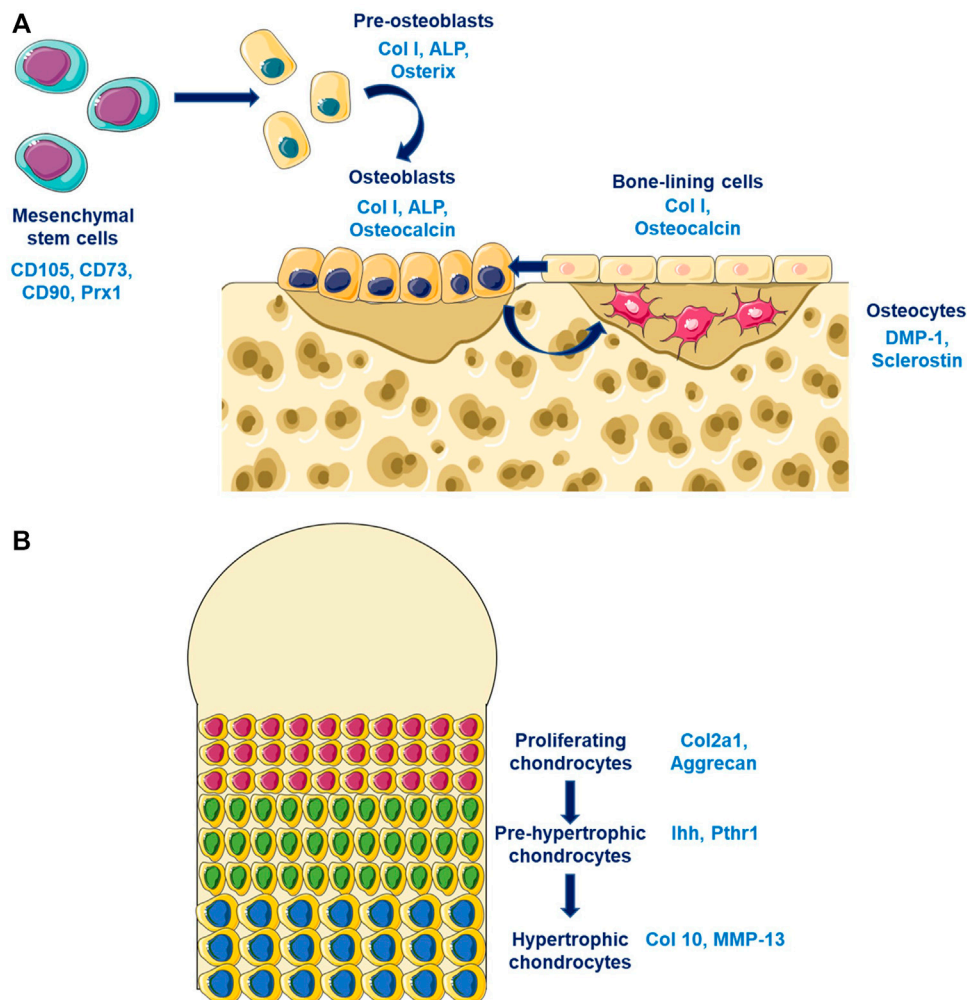 A
Pre-osteoblasts
Col I, ALP,
Osterix
Osteoblasts
Col I, ALP,
Osteocalcin
Mesenchymal
stem cells
CD105, CD73,
CD90, Prx1
Bone-lining cells
Col I,
Osteocalcin
Osteocytes
DMP-1,
Sclerostin
B
Proliferating
chondrocytes
Col2a1,
Aggrecan
Pre-hypertrophic
chondrocytes
Ihh, Pthr1
Hypertrophic
chondrocytes
Col 10, MMP-13